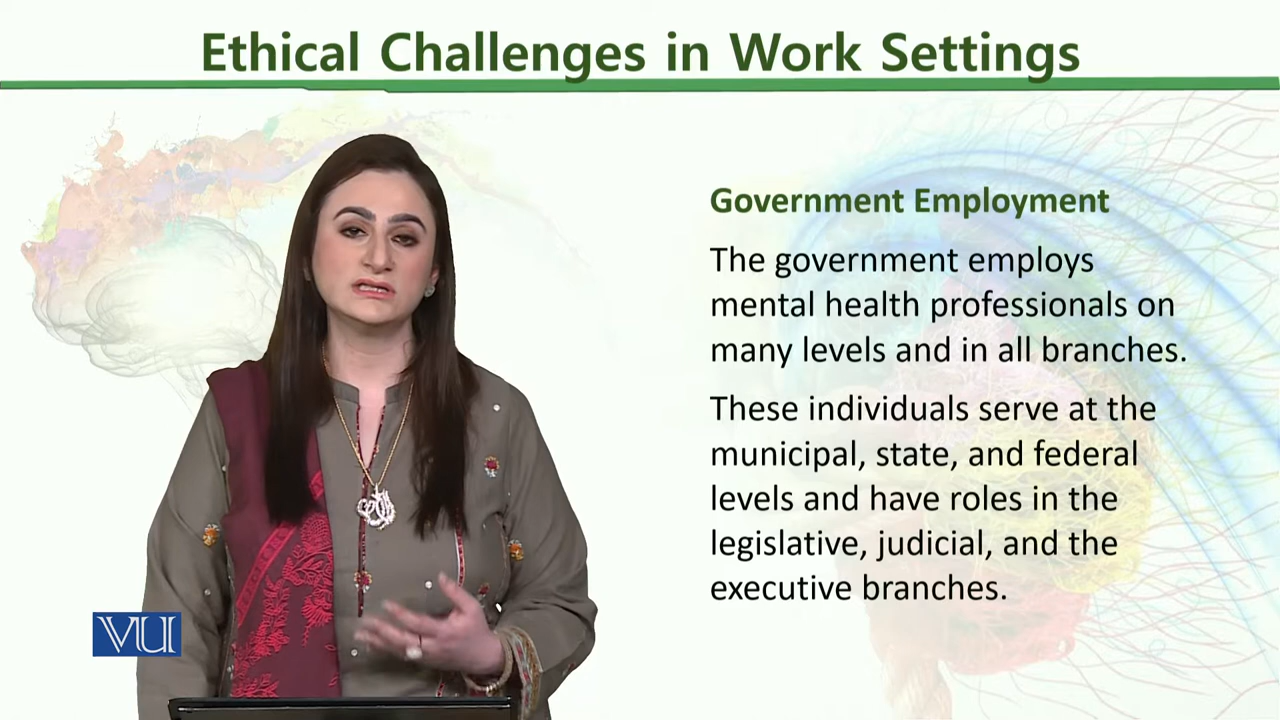 Ethical Challenges in Work Settings
Government Employment
The government employs
mental health professionals on
many levels and in all branches.
These individuals serve at the
municipal, state, and federal
levels and have roles in the
legislative, judicial, and the
executive branches.
VU